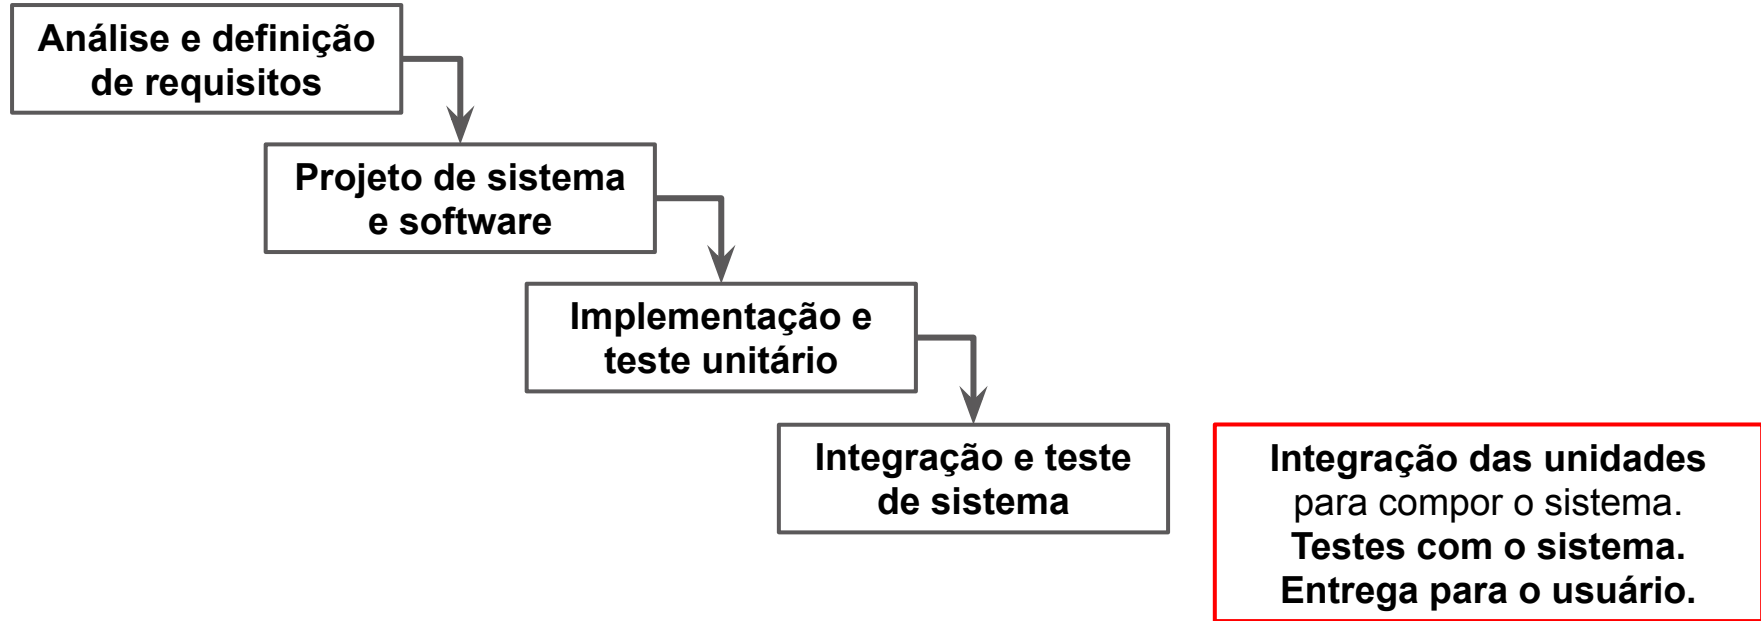 Análise e definição
de requisitos
Projeto de sistema
e software
Implementação e
teste unitário
Integração e teste
de sistema
Integração das unidades
para compor o sistema.
Testes com o sistema.
Entrega para o usuário.